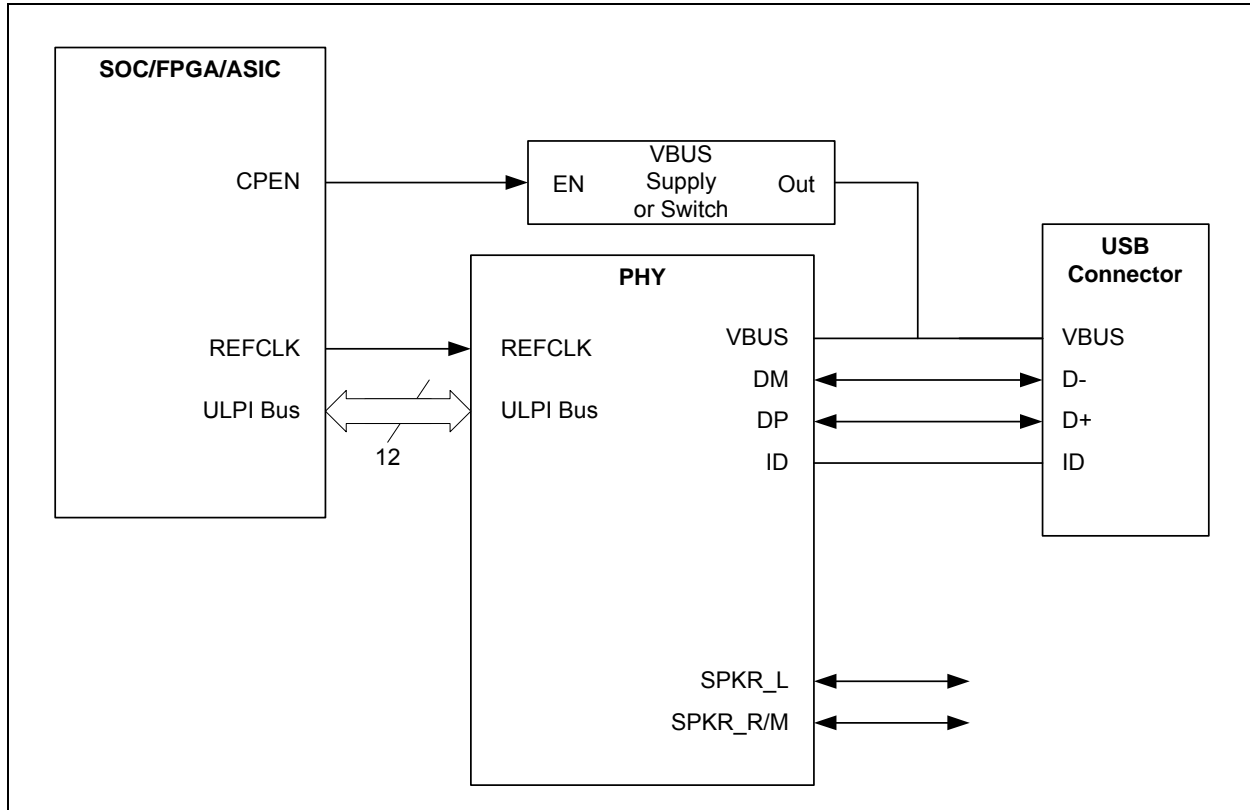 SOC/FPGA/ASIC
CPEN
REFCLK
ULPI Bus
12
EN
VBUS
Supply
or Switch
Out
PHY
REFCLK
ULPI Bus
VBUS
DM
DP
ID
SPKR_L
SPKR_R/M
USB
Connector
VBUS
D-
D+
ID